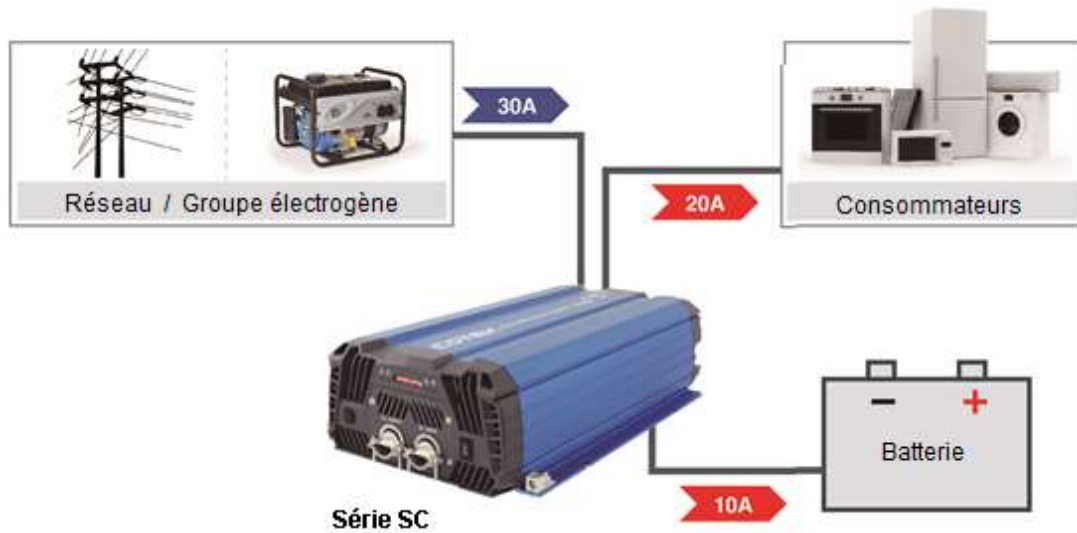 30A
Réseau / Groupe électrogène
20A
Consommateurs
Batterie
10A
Série SC